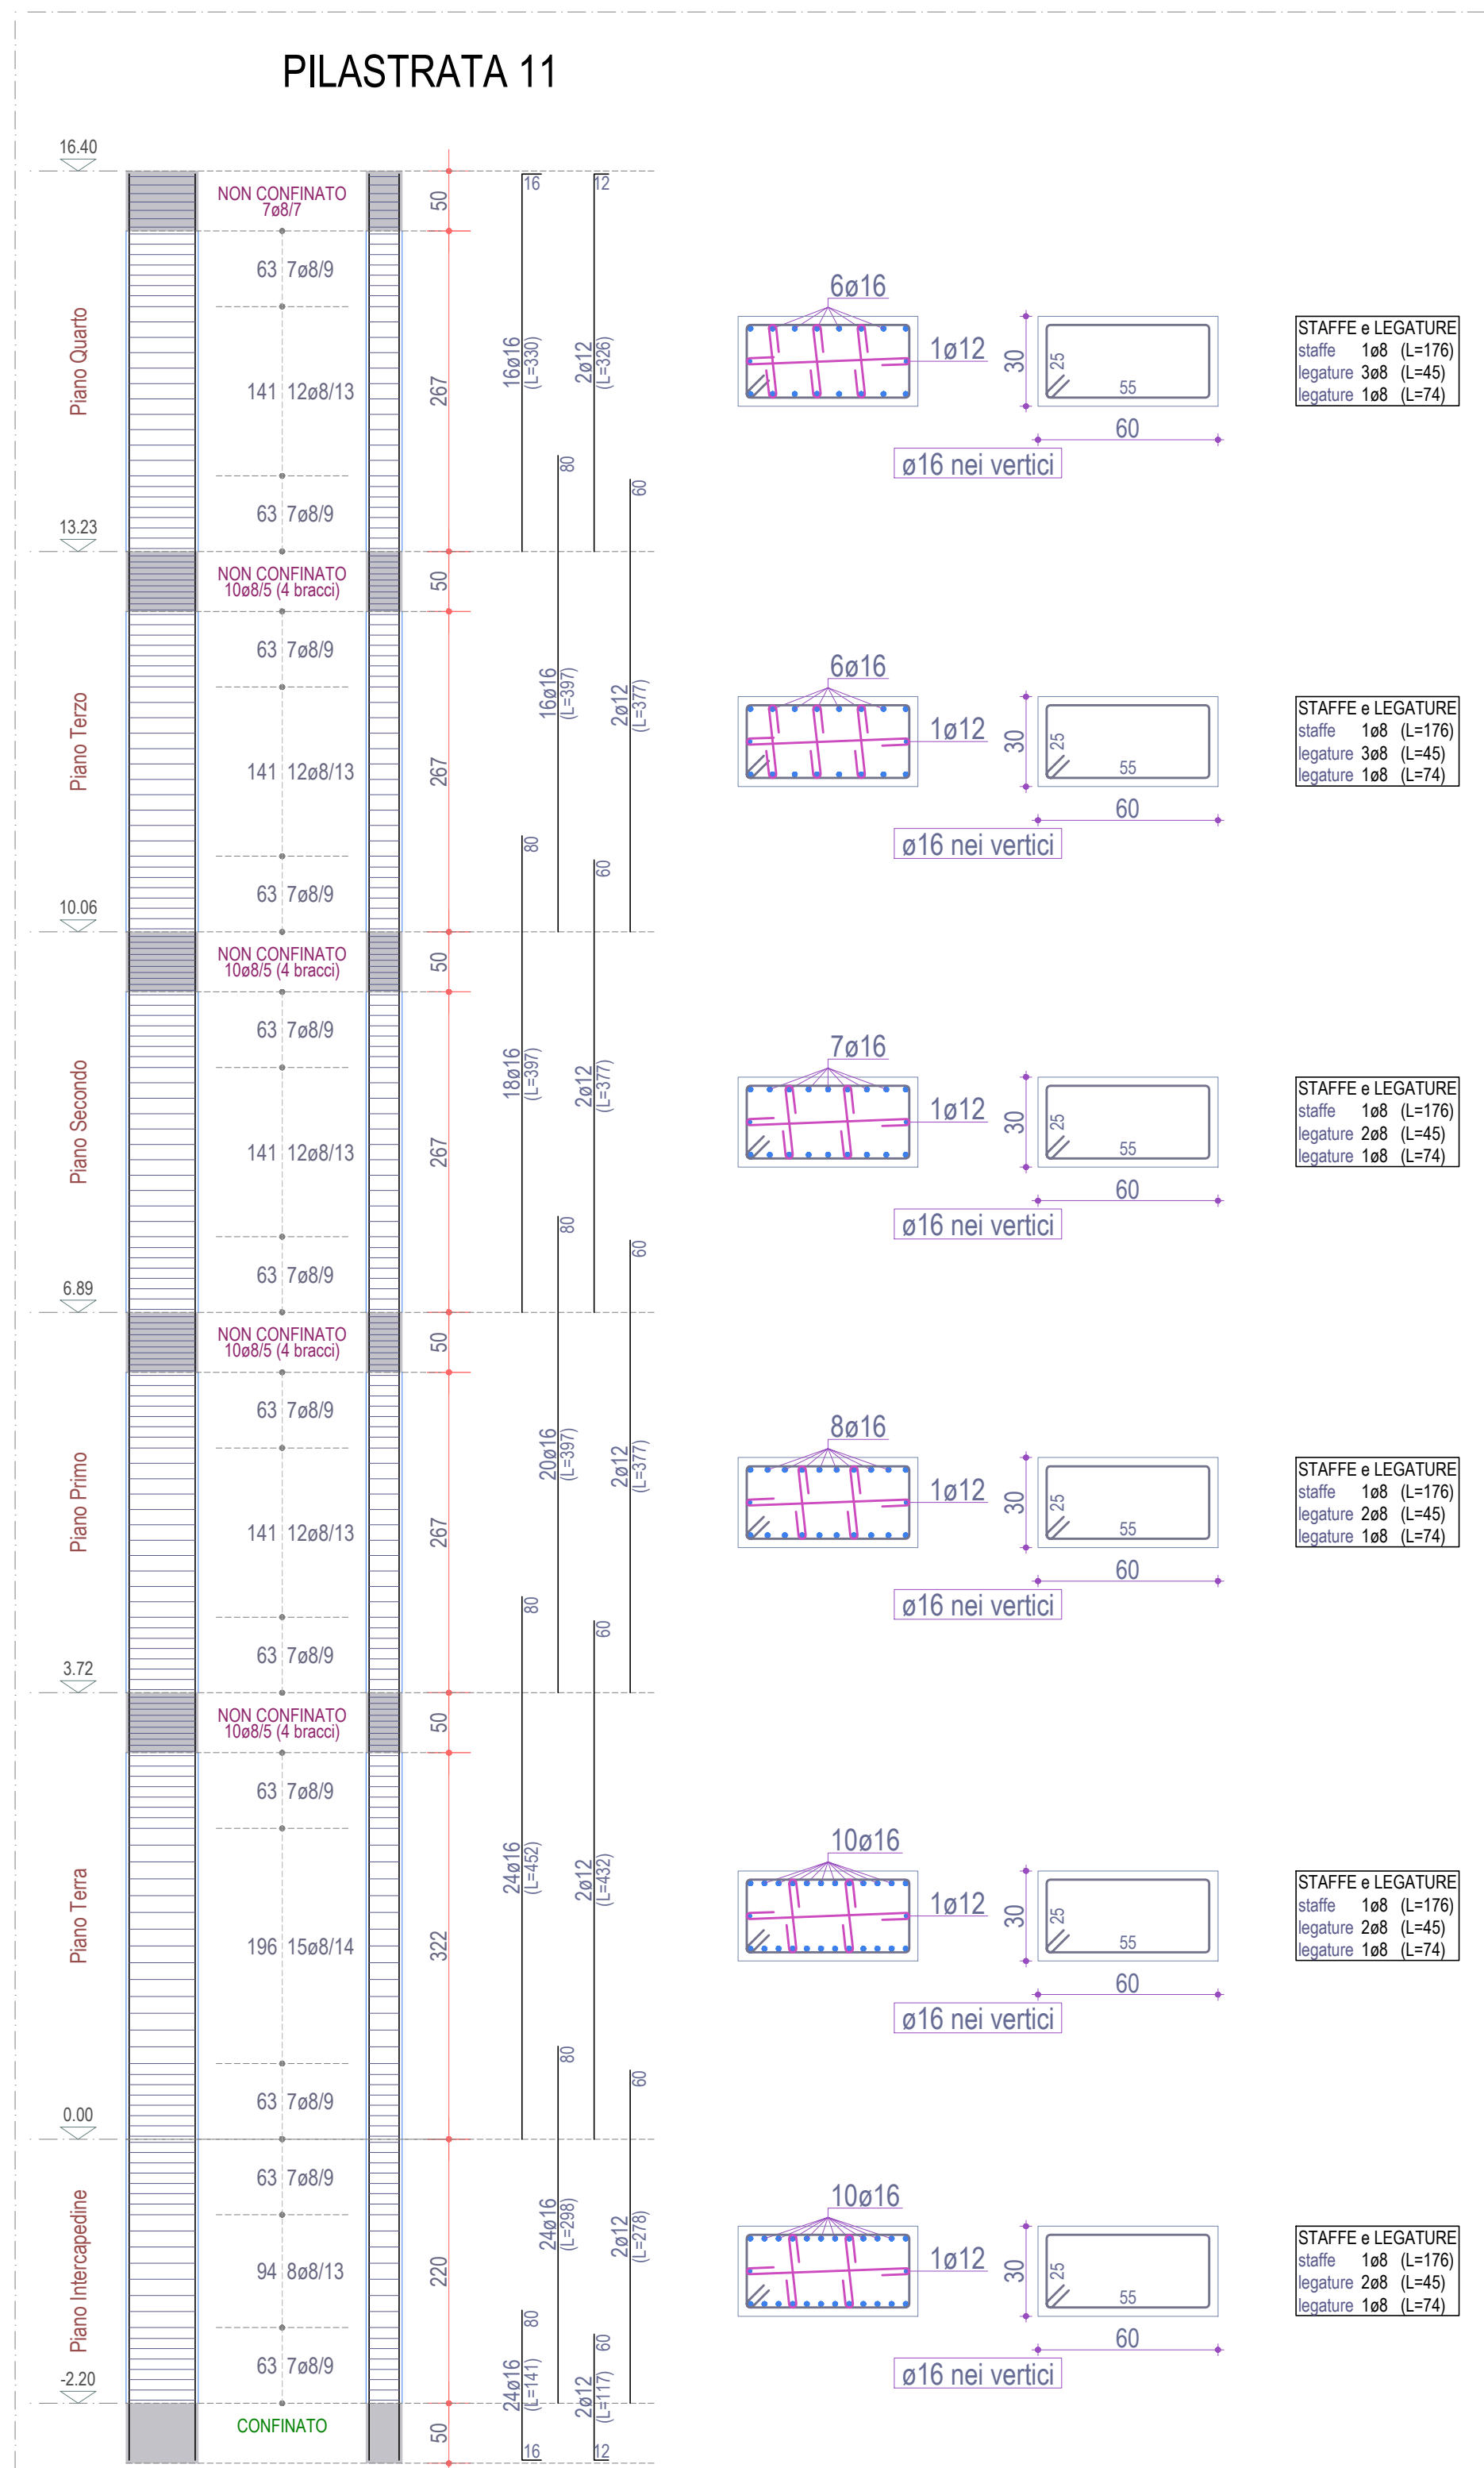 PILASTRATA 11
16.40
NON CONFINATO
7ø8/7
50
16
12
Piano Quarto
63 7ø8/9
141 12ø8/13
63 7ø8/9
267
16ø16
(L=330)
2ø12
(L=326)
80
60
6ø16
1ø12
30
25
55
60
ø16 nei vertici
STAFFE e LEGATURE
staffe 1ø8 (L=176)
legature 3ø8 (L=45)
legature 1ø8 (L=74)
13.23
NON CONFINATO
10ø8/5 (4 bracci)
50
Piano Terzo
63 7ø8/9
141 12ø8/13
63 7ø8/9
267
16ø16
(L=397)
2ø12
(L=377)
80
60
6ø16
1ø12
30
25
55
60
ø16 nei vertici
STAFFE e LEGATURE
staffe 1ø8 (L=176)
legature 3ø8 (L=45)
legature 1ø8 (L=74)
10.06
NON CONFINATO
10ø8/5 (4 bracci)
50
Piano Secondo
63 7ø8/9
141 12ø8/13
63 7ø8/9
267
18ø16
(L=397)
2ø12
(L=377)
80
60
7ø16
1ø12
30
25
55
60
ø16 nei vertici
STAFFE e LEGATURE
staffe 1ø8 (L=176)
legature 2ø8 (L=45)
legature 1ø8 (L=74)
6.89
NON CONFINATO
10ø8/5 (4 bracci)
50
Piano Primo
63 7ø8/9
141 12ø8/13
63 7ø8/9
267
20ø16
(L=397)
2ø12
(L=377)
80
60
8ø16
1ø12
30
25
55
60
ø16 nei vertici
STAFFE e LEGATURE
staffe 1ø8 (L=176)
legature 2ø8 (L=45)
legature 1ø8 (L=74)
3.72
NON CONFINATO
10ø8/5 (4 bracci)
50
Piano Terra
63 7ø8/9
196 15ø8/14
63 7ø8/9
322
24ø16
(L=452)
2ø12
(L=432)
80
60
10ø16
1ø12
30
25
55
60
ø16 nei vertici
STAFFE e LEGATURE
staffe 1ø8 (L=176)
legature 2ø8 (L=45)
legature 1ø8 (L=74)
0.00
Piano Intercapedine
63 7ø8/9
94 8ø8/13
63 7ø8/9
220
24ø16
(L=298)
2ø12
(L=278)
80
60
24ø16
(L=141)
2ø12
(L=117)
10ø16
1ø12
30
25
55
60
ø16 nei vertici
STAFFE e LEGATURE
staffe 1ø8 (L=176)
legature 2ø8 (L=45)
legature 1ø8 (L=74)
-2.20
CONFINATO
50
16
12